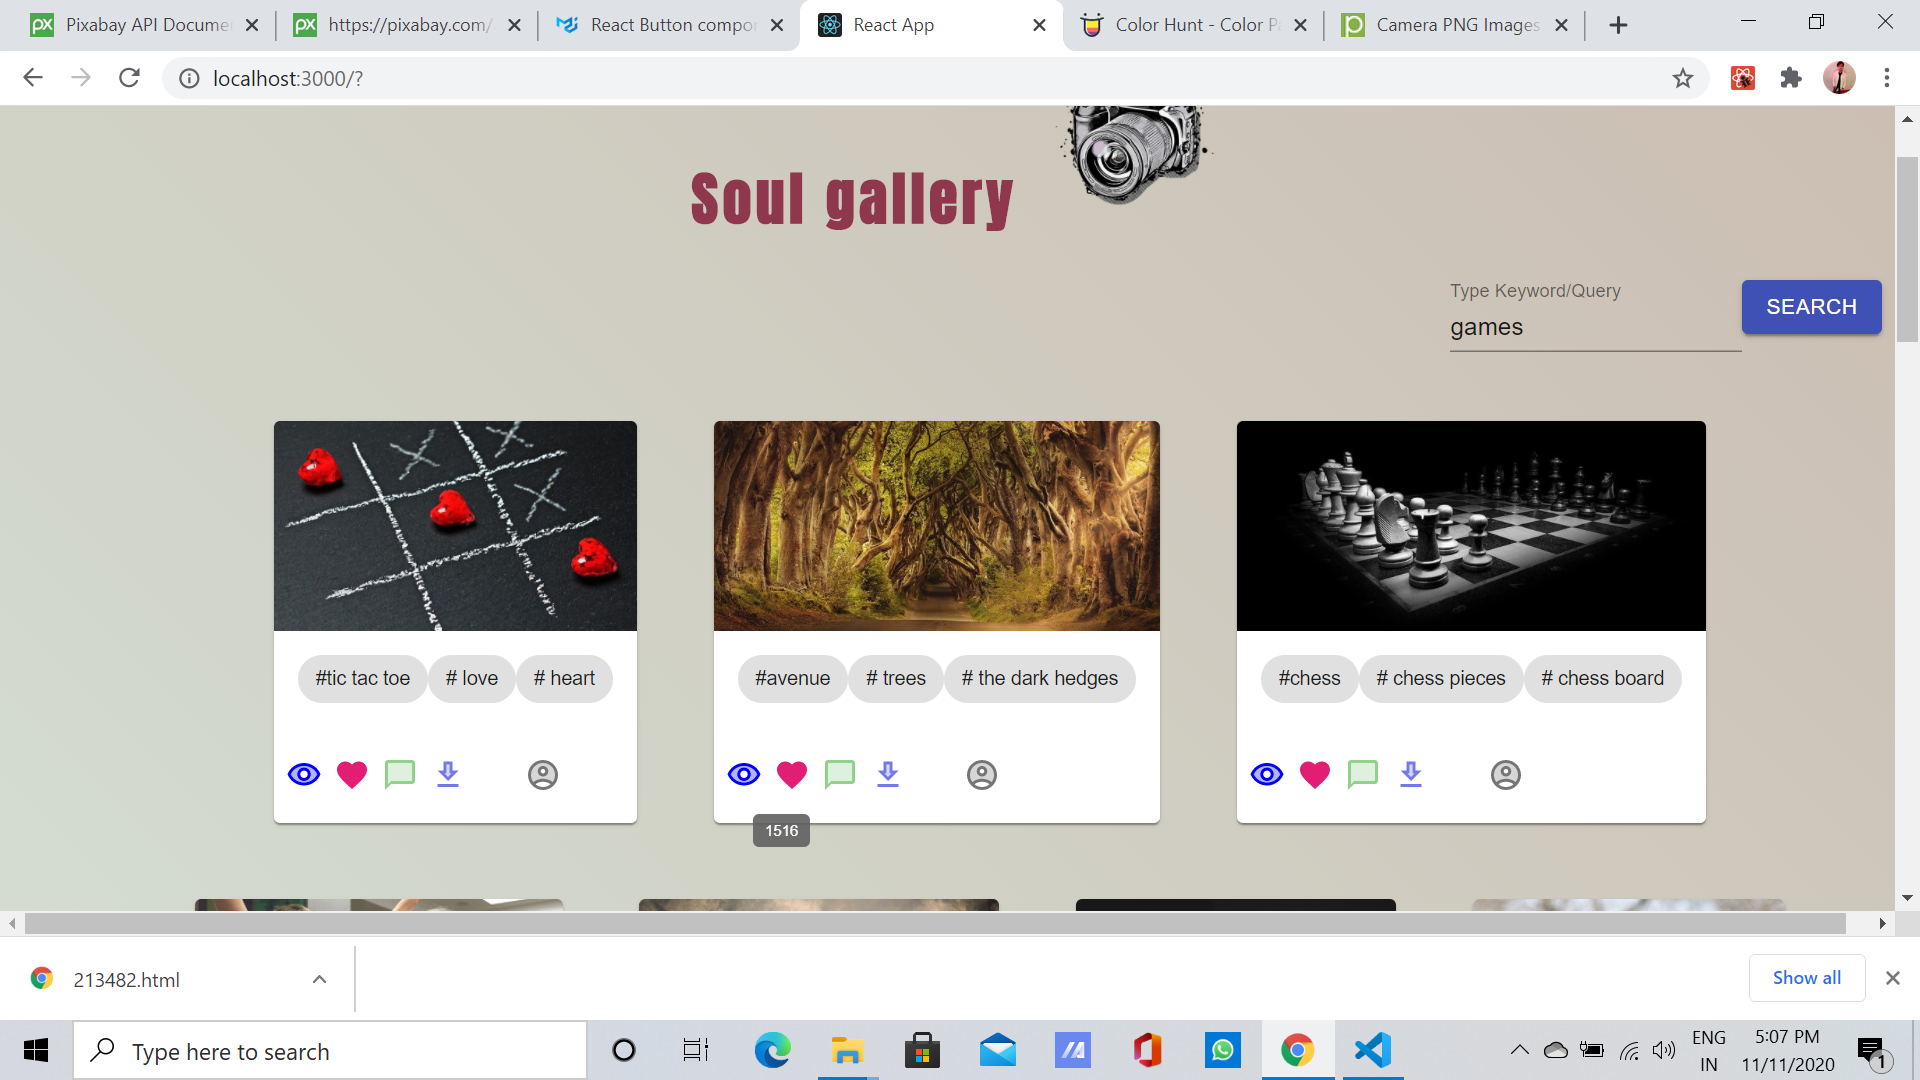 Pixabay API Docume
https://pixabay.com/
React Button compo
React App
Color Hunt - Color P
Camera PNG Images
localhost:3000/?
Soul gallery
Type Keyword/Query
games
SEARCH
#tic tac toe # love # heart
#avenue # trees # the dark hedges
#chess # chess pieces # chess board
1516
213482.html
Show all
Type here to search
ENG
IN
5:07 PM
11/11/2020
1